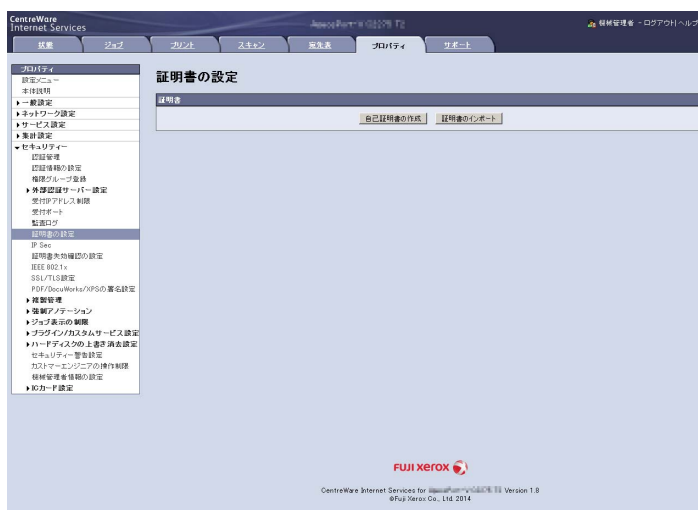 CentreWare
Internet Services
機械管理者 - ログアウト | ヘルプ
状態
ジョブ
プリント
スキャン
宛先表
プロパティ
サポート
プロパティ
設定メニュー
本体説明
一般設定
ネットワーク設定
サービス設定
集計設定
セキュリティー
認証管理
認証情報の設定
権限グループ登録
外部認証サーバー設定
受付IPアドレス制限
受付ポート
監査ログ
証明書の設定
IP Sec
証明書失効確認の設定
IEEE 802.1x
SSL/TLS設定
PDF/DocuWorks/XPSの署名設定
複製管理
強制アノテーション
ジョブ表示の制限
プラグイン/カスタムサービス設定
ハードディスクの上書き消去設定
セキュリティー警告設定
カストマーエンジニアの操作制限
機械管理者情報の設定
ICカード設定
証明書の設定
証明書
自己証明書の作成
証明書のインポート
FUJI XEROX
CentreWare Internet Services for Version 1.8
©Fuji Xerox Co., Ltd. 2014